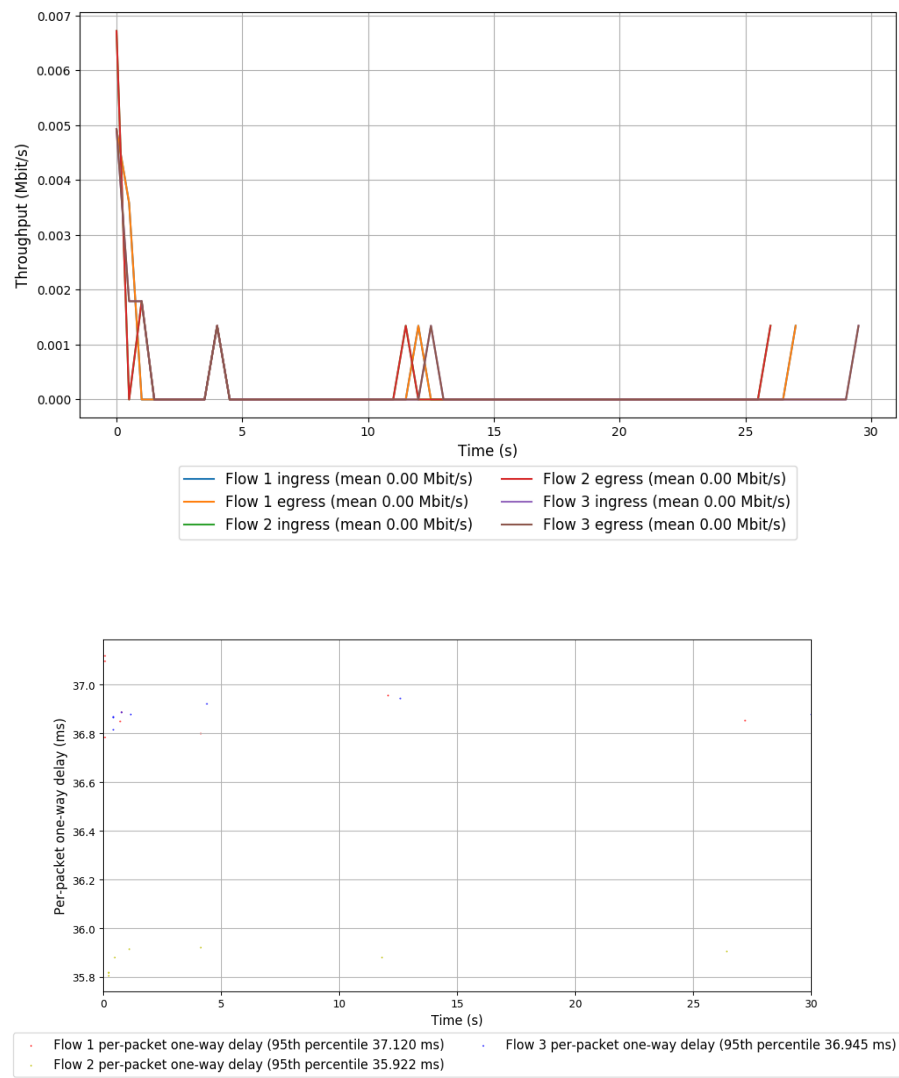 0.007
0.006
0.005
0.004
0.003
0.002
0.001
0.000
Throughput (Mbit/s)
0 5 10 15 20 25 30
Time (s)
Flow 1 ingress (mean 0.00 Mbit/s)
Flow 1 egress (mean 0.00 Mbit/s)
Flow 2 ingress (mean 0.00 Mbit/s)
Flow 2 egress (mean 0.00 Mbit/s)
Flow 3 ingress (mean 0.00 Mbit/s)
Flow 3 egress (mean 0.00 Mbit/s)
37.0
36.8
36.6
36.4
36.2
36.0
35.8
Per-packet one-way delay (ms)
0 5 10 15 20 25 30
Time (s)
Flow 1 per-packet one-way delay (95th percentile 37.120 ms)
Flow 2 per-packet one-way delay (95th percentile 35.922 ms)
Flow 3 per-packet one-way delay (95th percentile 36.945 ms)